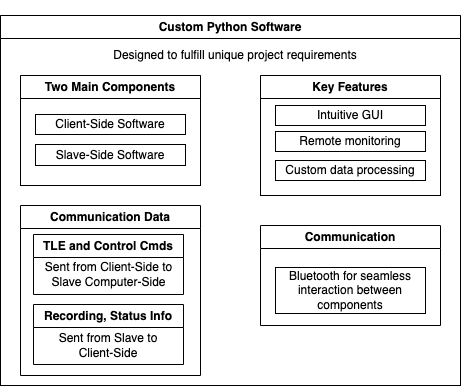 Custom Python Software
Designed to fulfill unique project requirements
Two Main Components
Client-Side Software
Slave-Side Software
Key Features
Intuitive GUI
Remote monitoring
Custom data processing
Communication Data
TLE and Control Cmds
Sent from Client-Side to
Slave Computer-Side
Recording, Status Info
Sent from Slave to
Client-Side
Communication
Bluetooth for seamless
interaction between
components